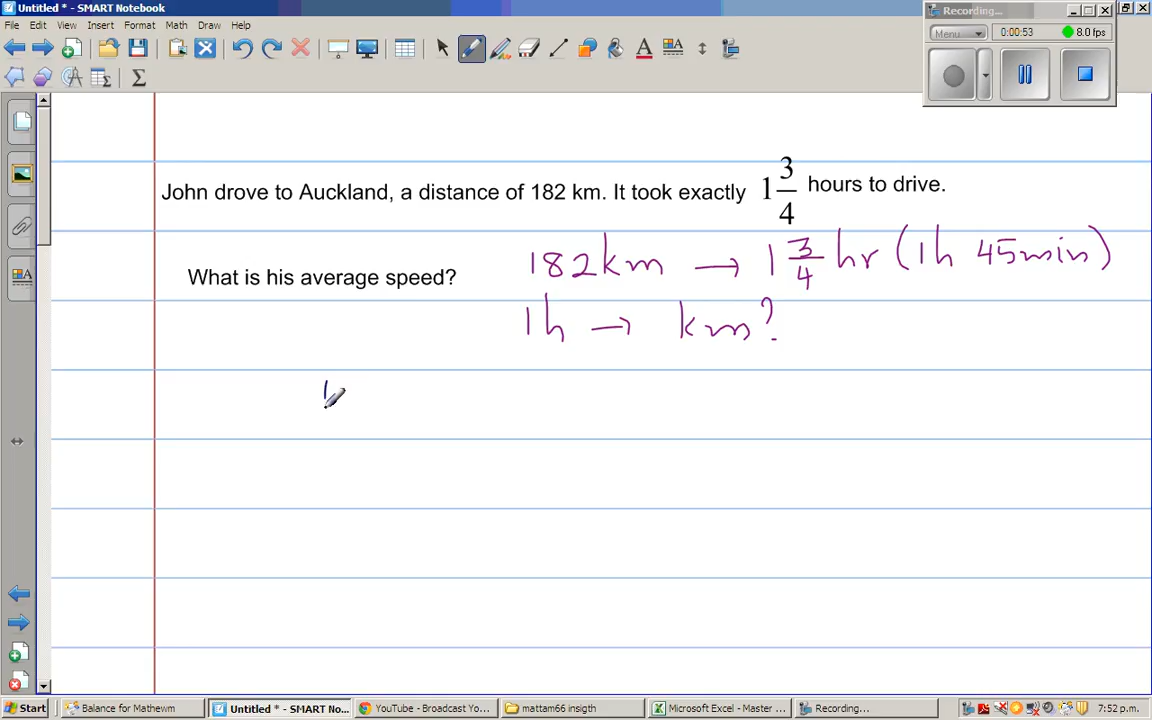 Untitled * - SMART Notebook
File Edit View Insert Format Math Draw Help
Recording...
Menu 0:00:53 8.0 fps
John drove to Auckland, a distance of 182 km. It took exactly 1 3/4 hours to drive.
What is his average speed?
182km → 1 3/4 hr (1h 45min)
1h → km?
Start Balance for Mathewm Untitled * - SMART No... YouTube - Broadcast Yo... mattam66 insigth Microsoft Excel - Master ... Recording... 7:52 p.m.